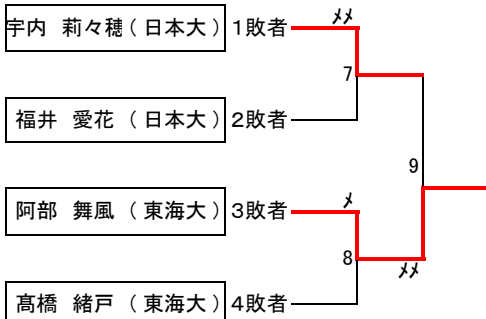 宇内 莉々穂(日本大) 1敗者
メメ
7
福井 愛花 (日本大) 2敗者
9
阿部 舞風 (東海大) 3敗者
メ
8
メメ
髙橋 緒戸 (東海大) 4敗者